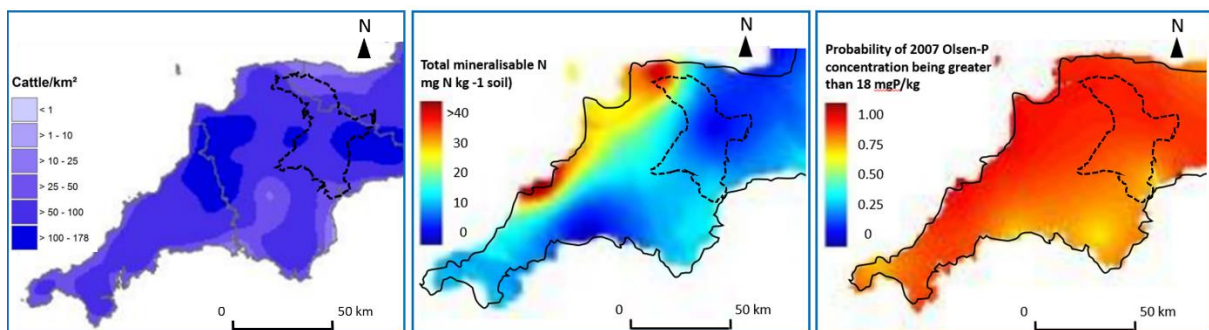 N
Cattle/km²
< 1
> 1 - 10
> 10 - 25
> 25 - 50
> 50 - 100
> 100 - 178
0
50 km
N
Total mineralisable N
mg N kg -1 soil)
>40
30
20
10
0
0
50 km
N
Probability of 2007 Olsen-P
concentration being greater
than 18 mgP/kg
1.00
0.75
0.50
0.25
0
0
50 km